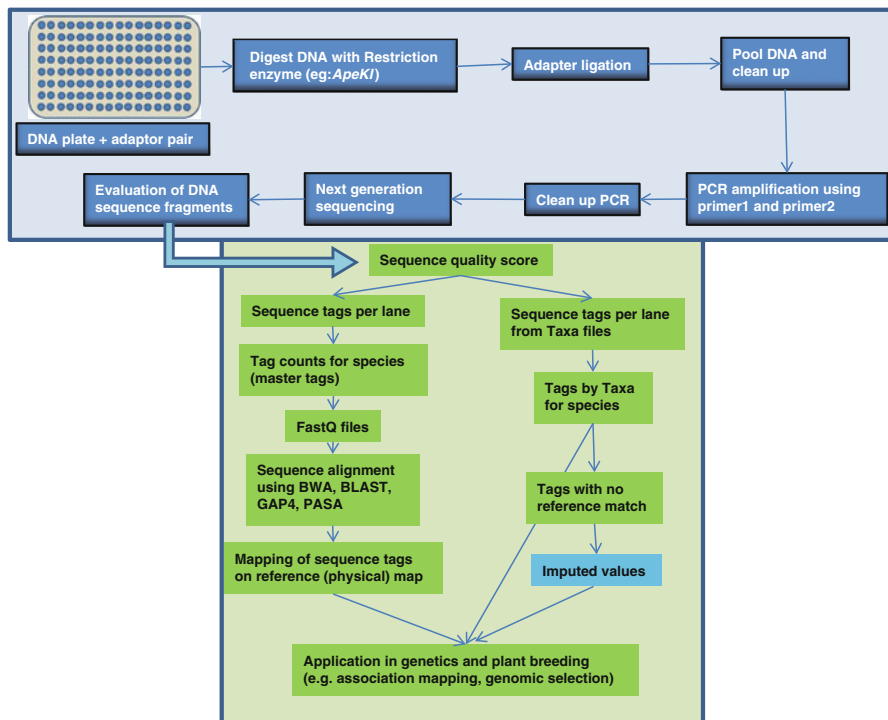 DNA plate + adaptor pair
Digest DNA with Restriction
enzyme (eg:ApeKI)
Adapter ligation
Pool DNA and
clean up
PCR amplification using
primer1 and primer2
Clean up PCR
Next generation
sequencing
Evaluation of DNA
sequence fragments
Sequence quality score
Sequence tags per lane
Tag counts for species
(master tags)
FastQ files
Sequence alignment
using BWA, BLAST,
GAP4, PASA
Mapping of sequence tags
on reference (physical) map
Sequence tags per lane
from Taxa files
Tags by Taxa
for species
Tags with no
reference match
Imputed values
Application in genetics and plant breeding
(e.g. association mapping, genomic selection)